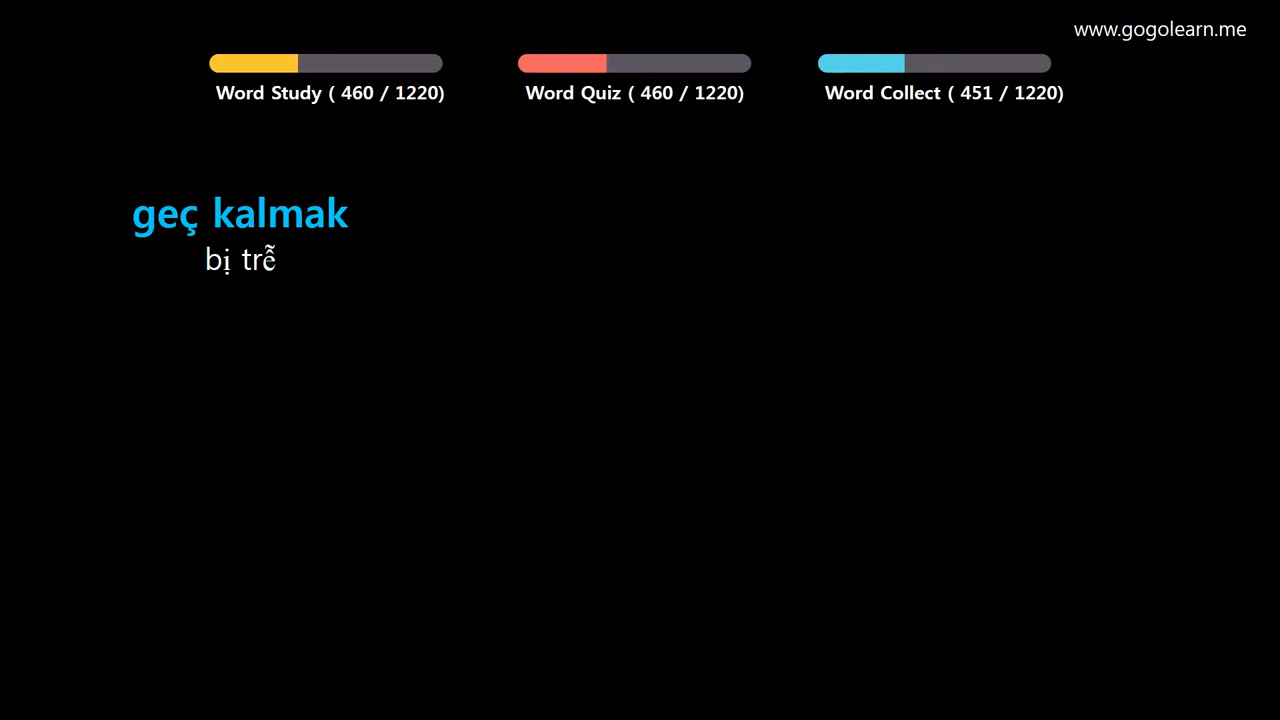 www.gogolearn.me
Word Study ( 460 / 1220)
Word Quiz ( 460 / 1220)
Word Collect ( 451 / 1220)
geç kalmak
bị trễ